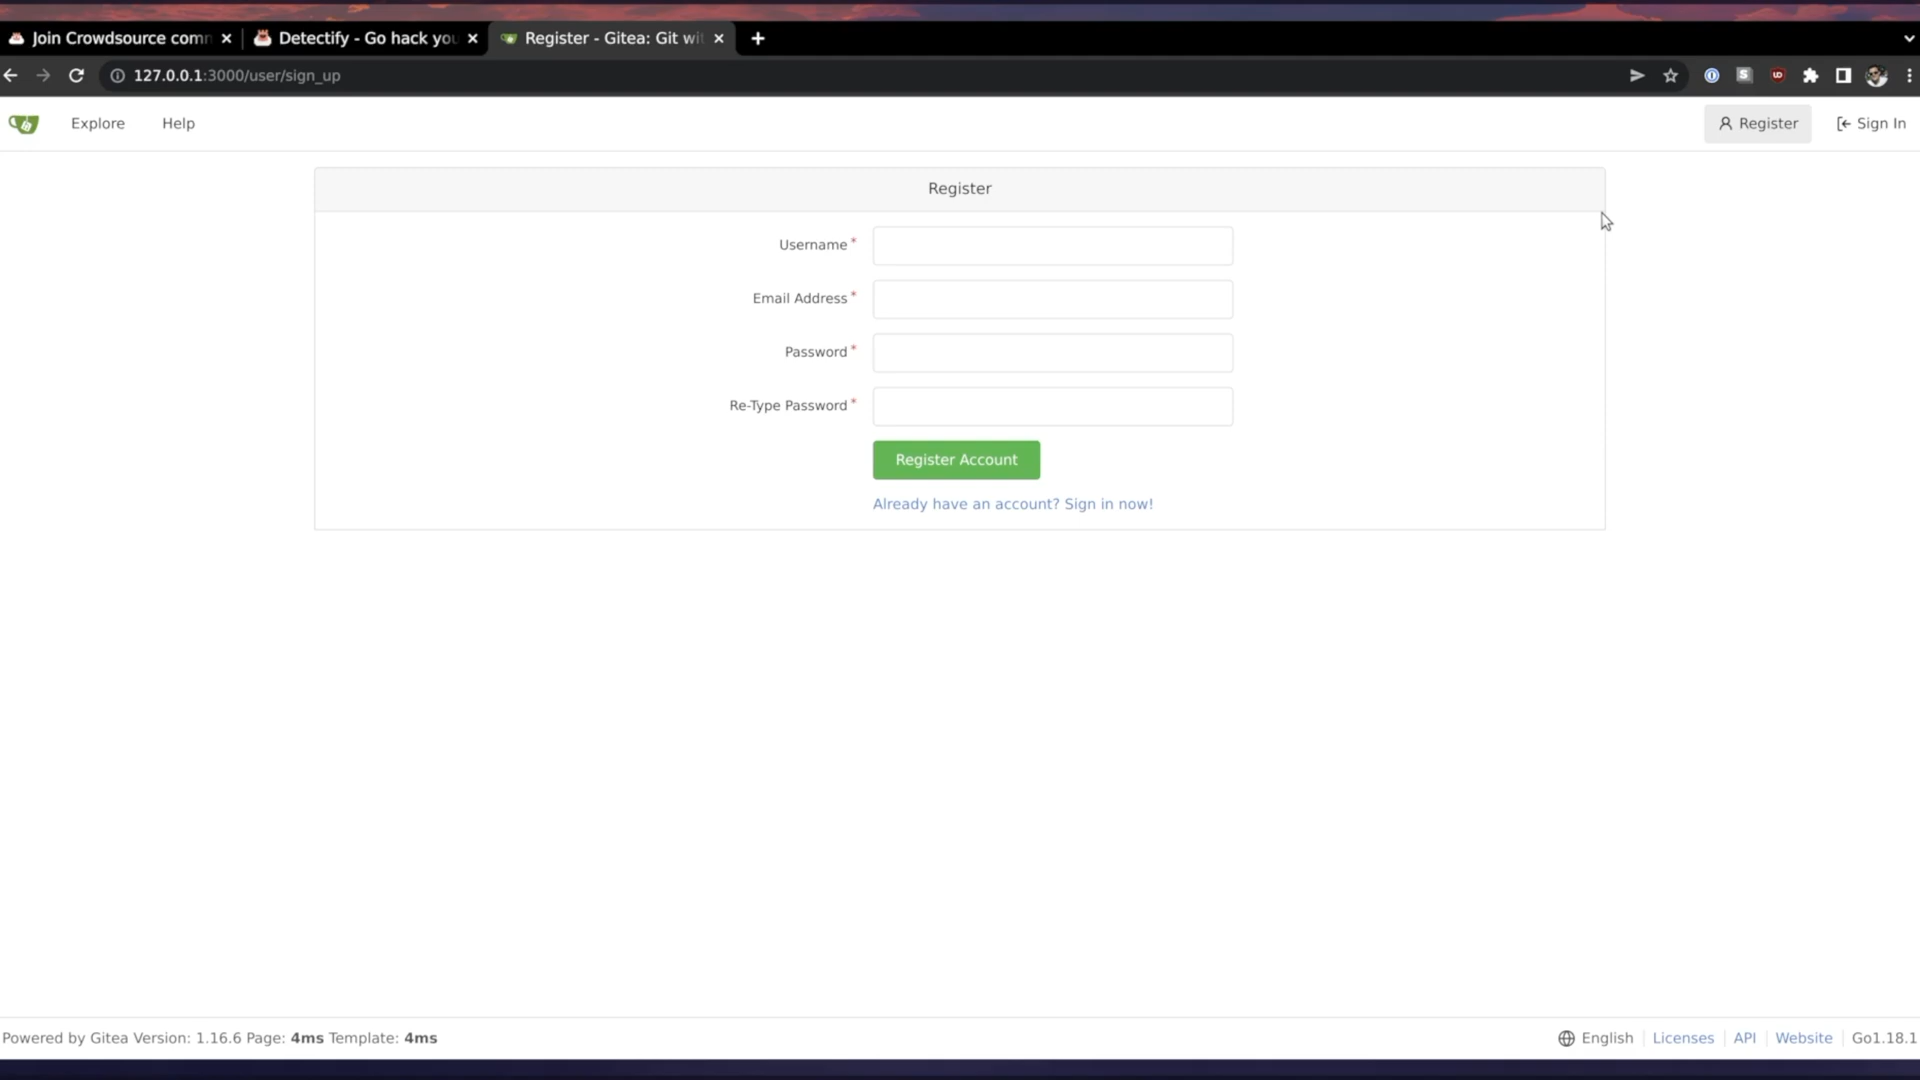 Join Crowdsource comm
Detectify - Go hack you
Register - Gitea: Git wit
127.0.0.1:3000/user/sign_up
Explore Help Register Sign In
Register
Username *
Email Address *
Password *
Re-Type Password *
Register Account
Already have an account? Sign in now!
Powered by Gitea Version: 1.16.6 Page: 4ms Template: 4ms
English Licenses API Website Go1.18.1